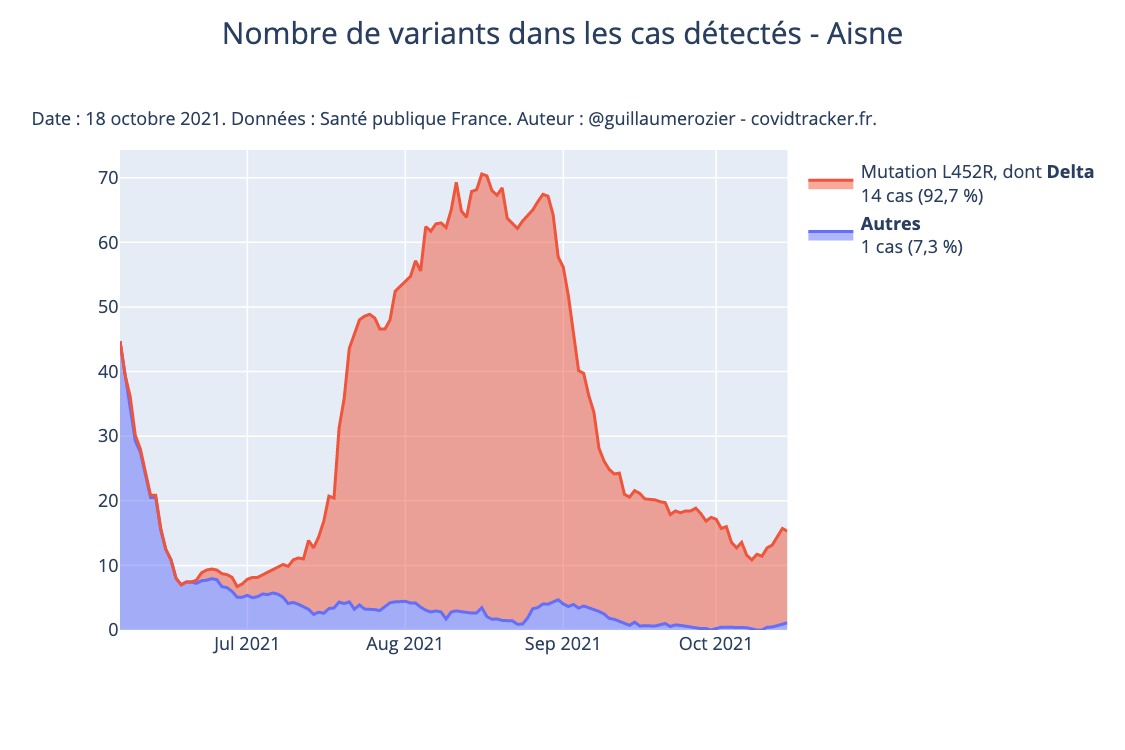 Nombre de variants dans les cas détectés - Aisne
Date : 18 octobre 2021. Données : Santé publique France. Auteur : @guillaumerozier - covidtracker.fr.
Mutation L452R, dont Delta
14 cas (92,7 %)
Autres
1 cas (7,3 %)
70
60
50
40
30
20
10
0
Jul 2021
Aug 2021
Sep 2021
Oct 2021